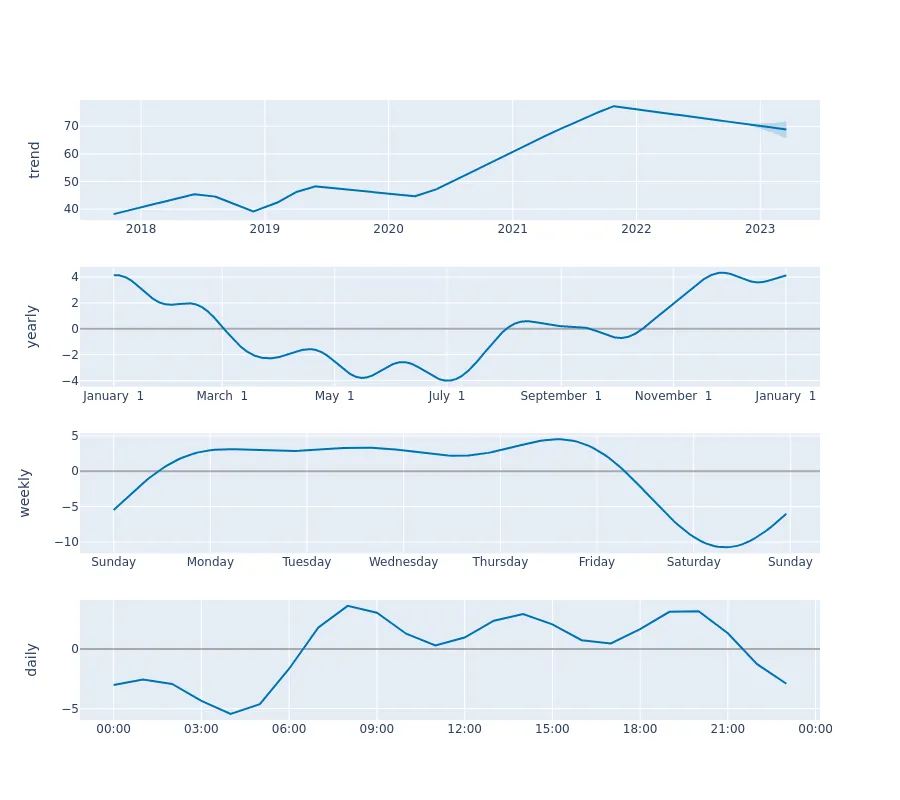 trend
70
60
50
40
2018 2019 2020 2021 2022 2023
yearly
4
2
0
−2
−4
January 1 March 1 May 1 July 1 September 1 November 1 January 1
weekly
5
0
−5
−10
Sunday Monday Tuesday Wednesday Thursday Friday Saturday Sunday
daily
0
−5
00:00 03:00 06:00 09:00 12:00 15:00 18:00 21:00 00:00